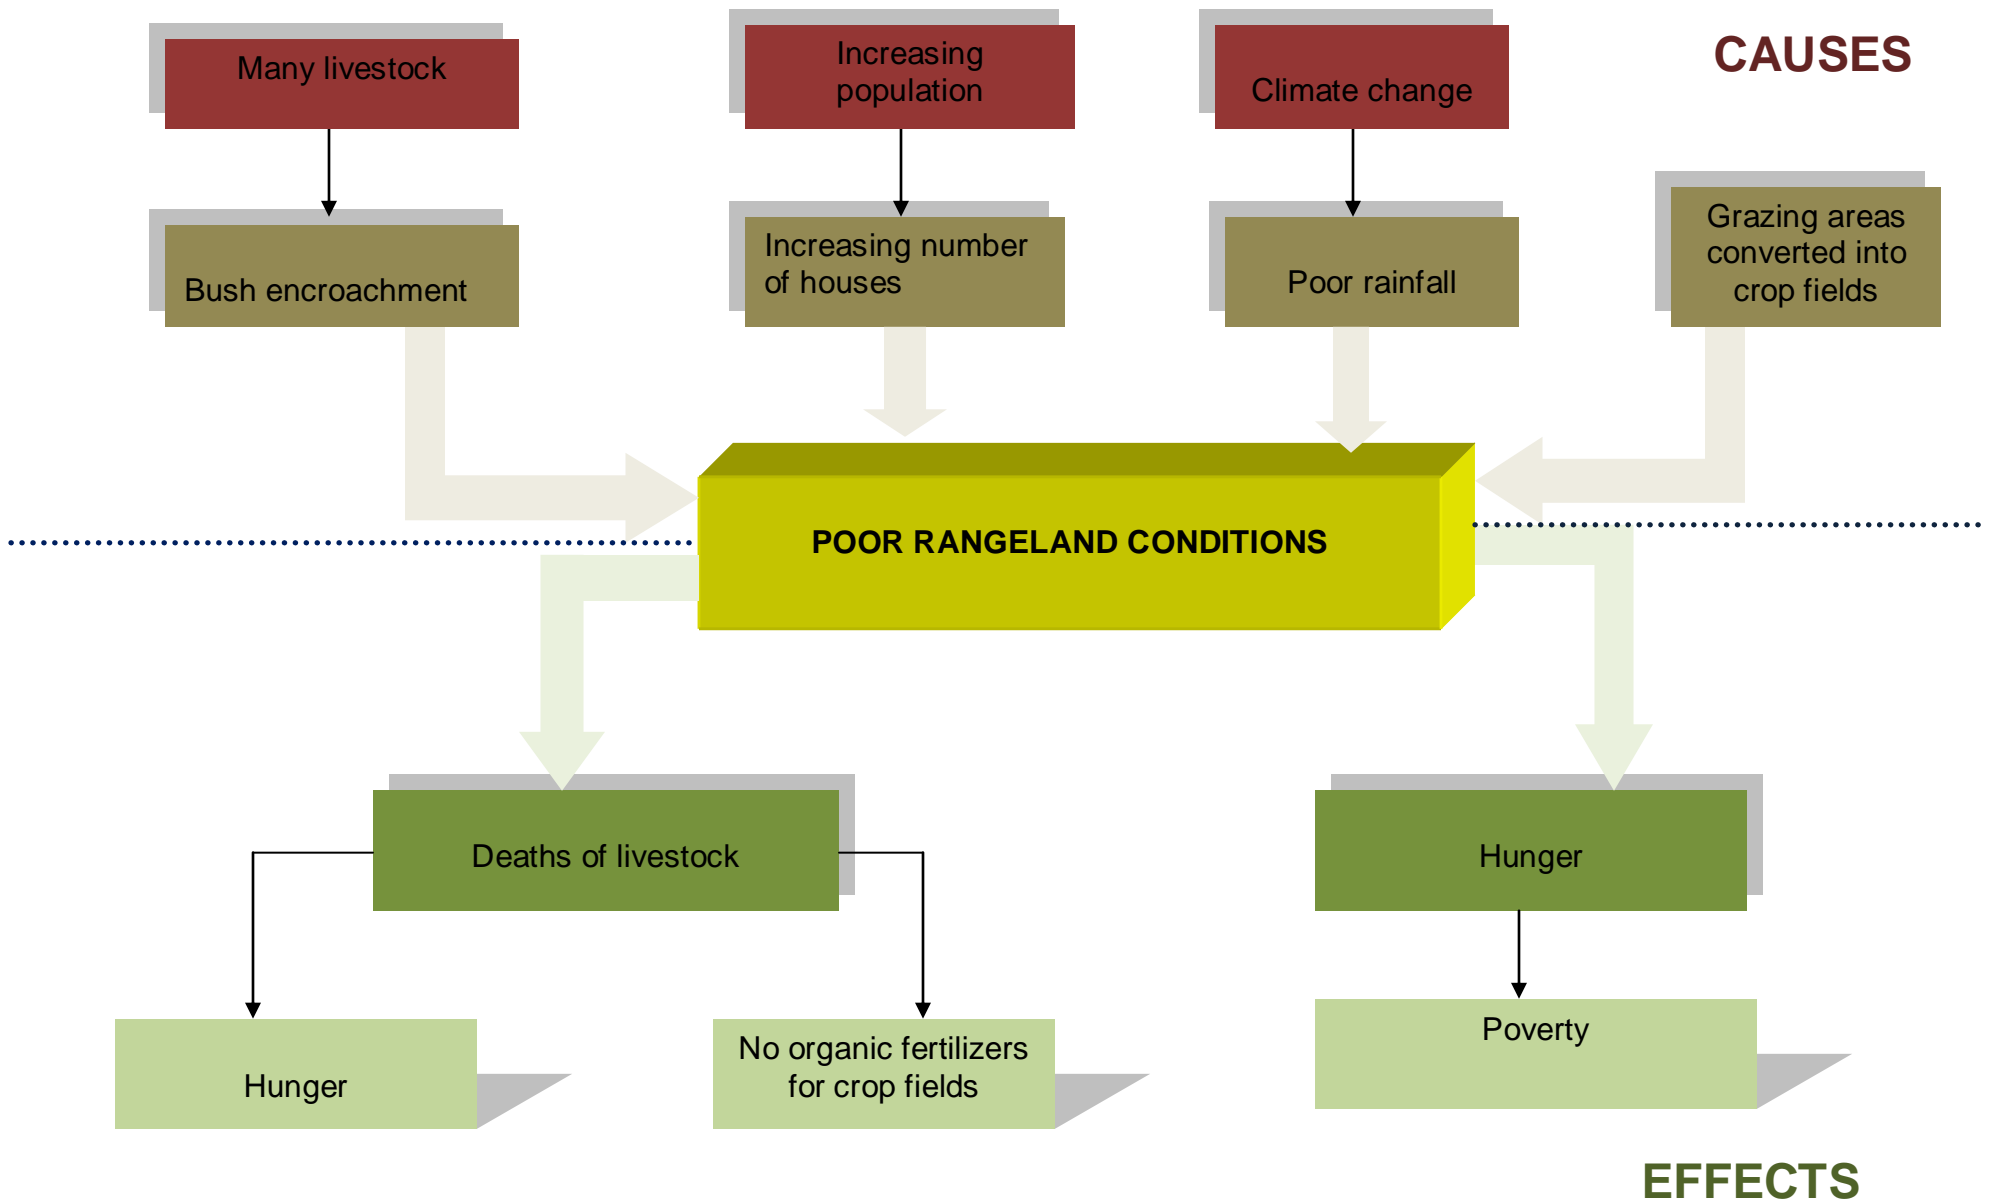 CAUSES
Many livestock
Increasing
population
Climate change
Bush encroachment
Increasing number
of houses
Poor rainfall
Grazing areas
converted into
crop fields
POOR RANGELAND CONDITIONS
Deaths of livestock
Hunger
Hunger
No organic fertilizers
for crop fields
Poverty
EFFECTS